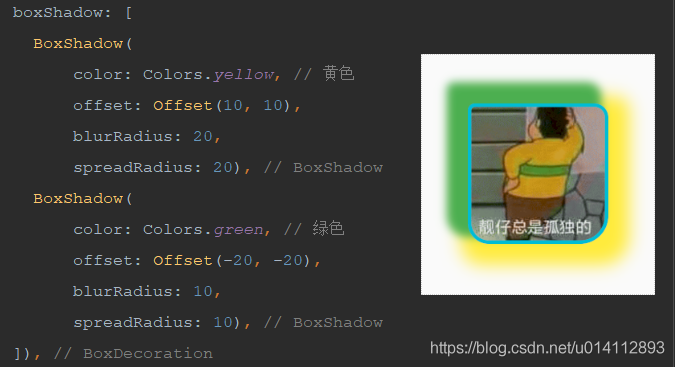 boxShadow: [
BoxShadow(
color: Colors.yellow, // 黄色
offset: Offset(10, 10),
blurRadius: 20,
spreadRadius: 20), // BoxShadow
BoxShadow(
color: Colors.green, // 绿色
offset: Offset(-20, -20),
blurRadius: 10,
spreadRadius: 10), // BoxShadow
]), // BoxDecoration
靓仔总是孤独的
https://blog.csdn.net/u014112893